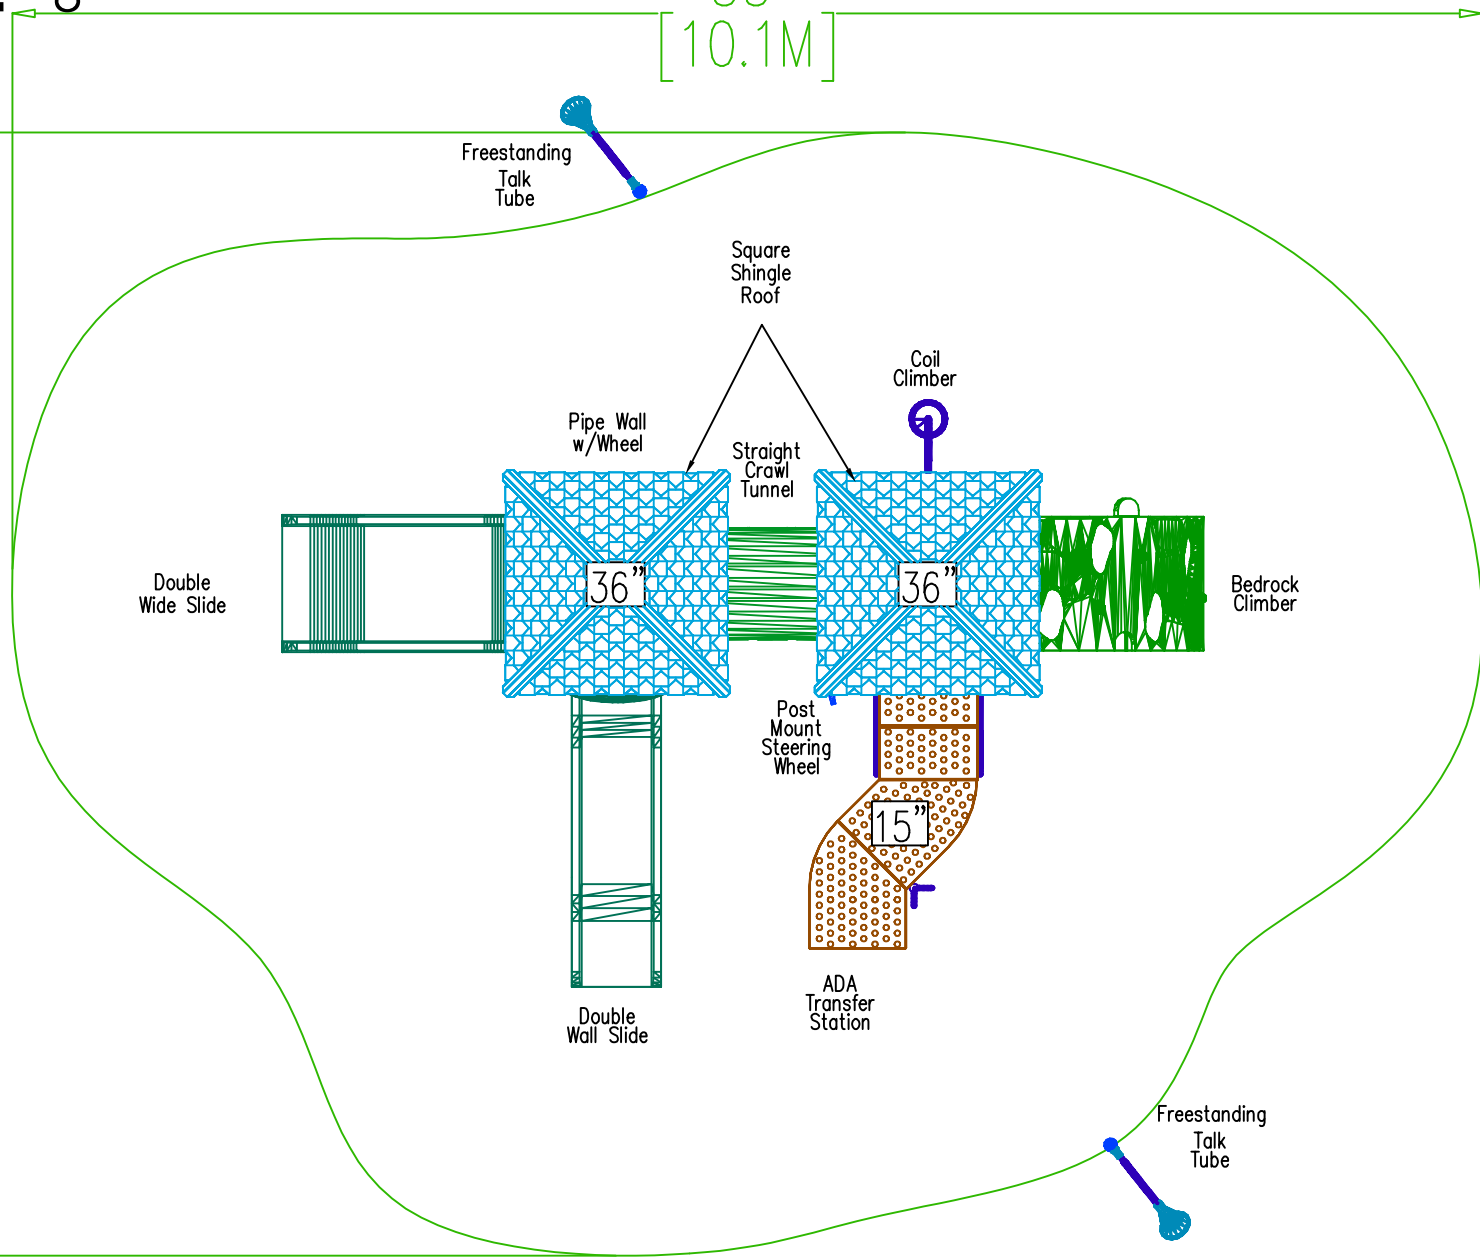 [10.1M]
Freestanding
Talk
Tube
Square
Shingle
Roof
Coil
Climber
Pipe Wall
w/Wheel
Straight
Crawl
Tunnel
36”
36”
Double
Wide Slide
Bedrock
Climber
Post
Mount
Steering
Wheel
15”
ADA
Transfer
Station
Double
Wall Slide
Freestanding
Talk
Tube